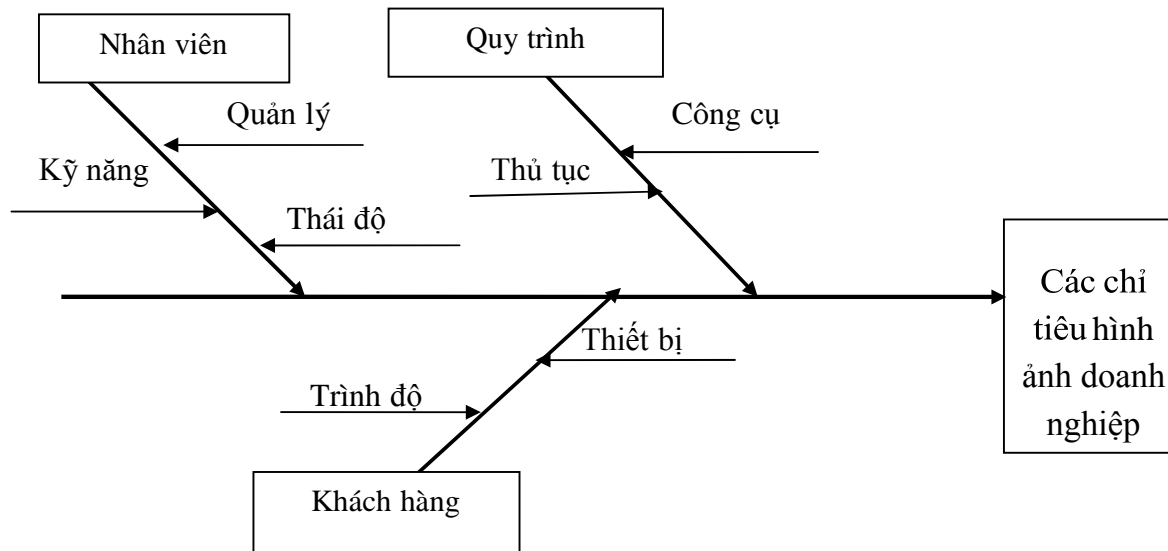 Nhân viên
Quy trình
Quản lý
Công cụ
Kỹ năng
Thủ tục
Thái độ
Các chỉ
tiêu hình
ảnh doanh
nghiệp
Thiết bị
Trình độ
Khách hàng